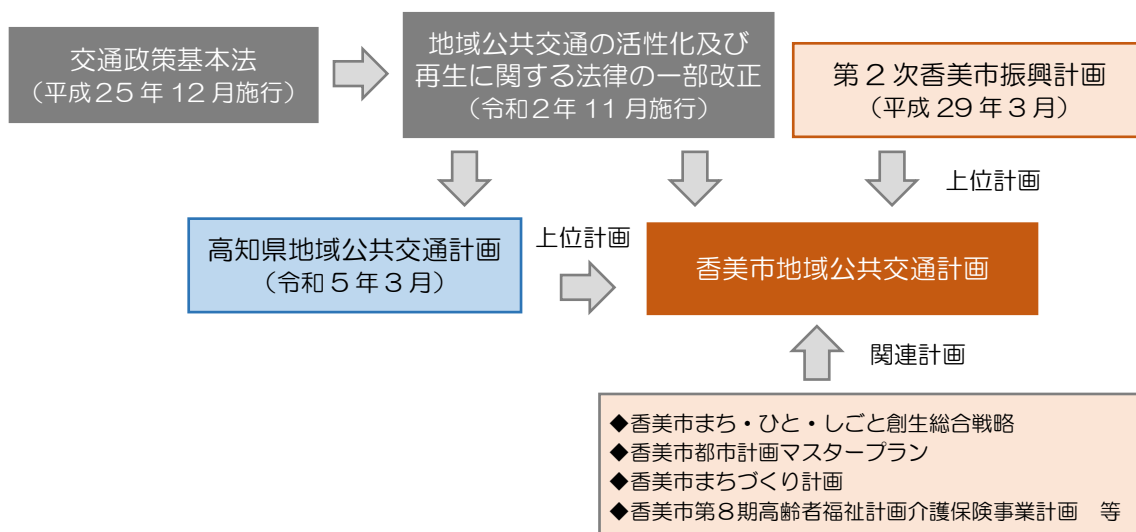 交通政策基本法
（平成25年12月施行）
地域公共交通の活性化及び
再生に関する法律の一部改正
（令和２年 11 月施行）
第２次香美市振興計画
（平成 29 年３月）
上位計画
高知県地域公共交通計画
（令和５年３月）
上位計画
香美市地域公共交通計画
関連計画
◆香美市まち・ひと・しごと創生総合戦略
◆香美市都市計画マスタープラン
◆香美市まちづくり計画
◆香美市第８期高齢者福祉計画介護保険事業計画　等